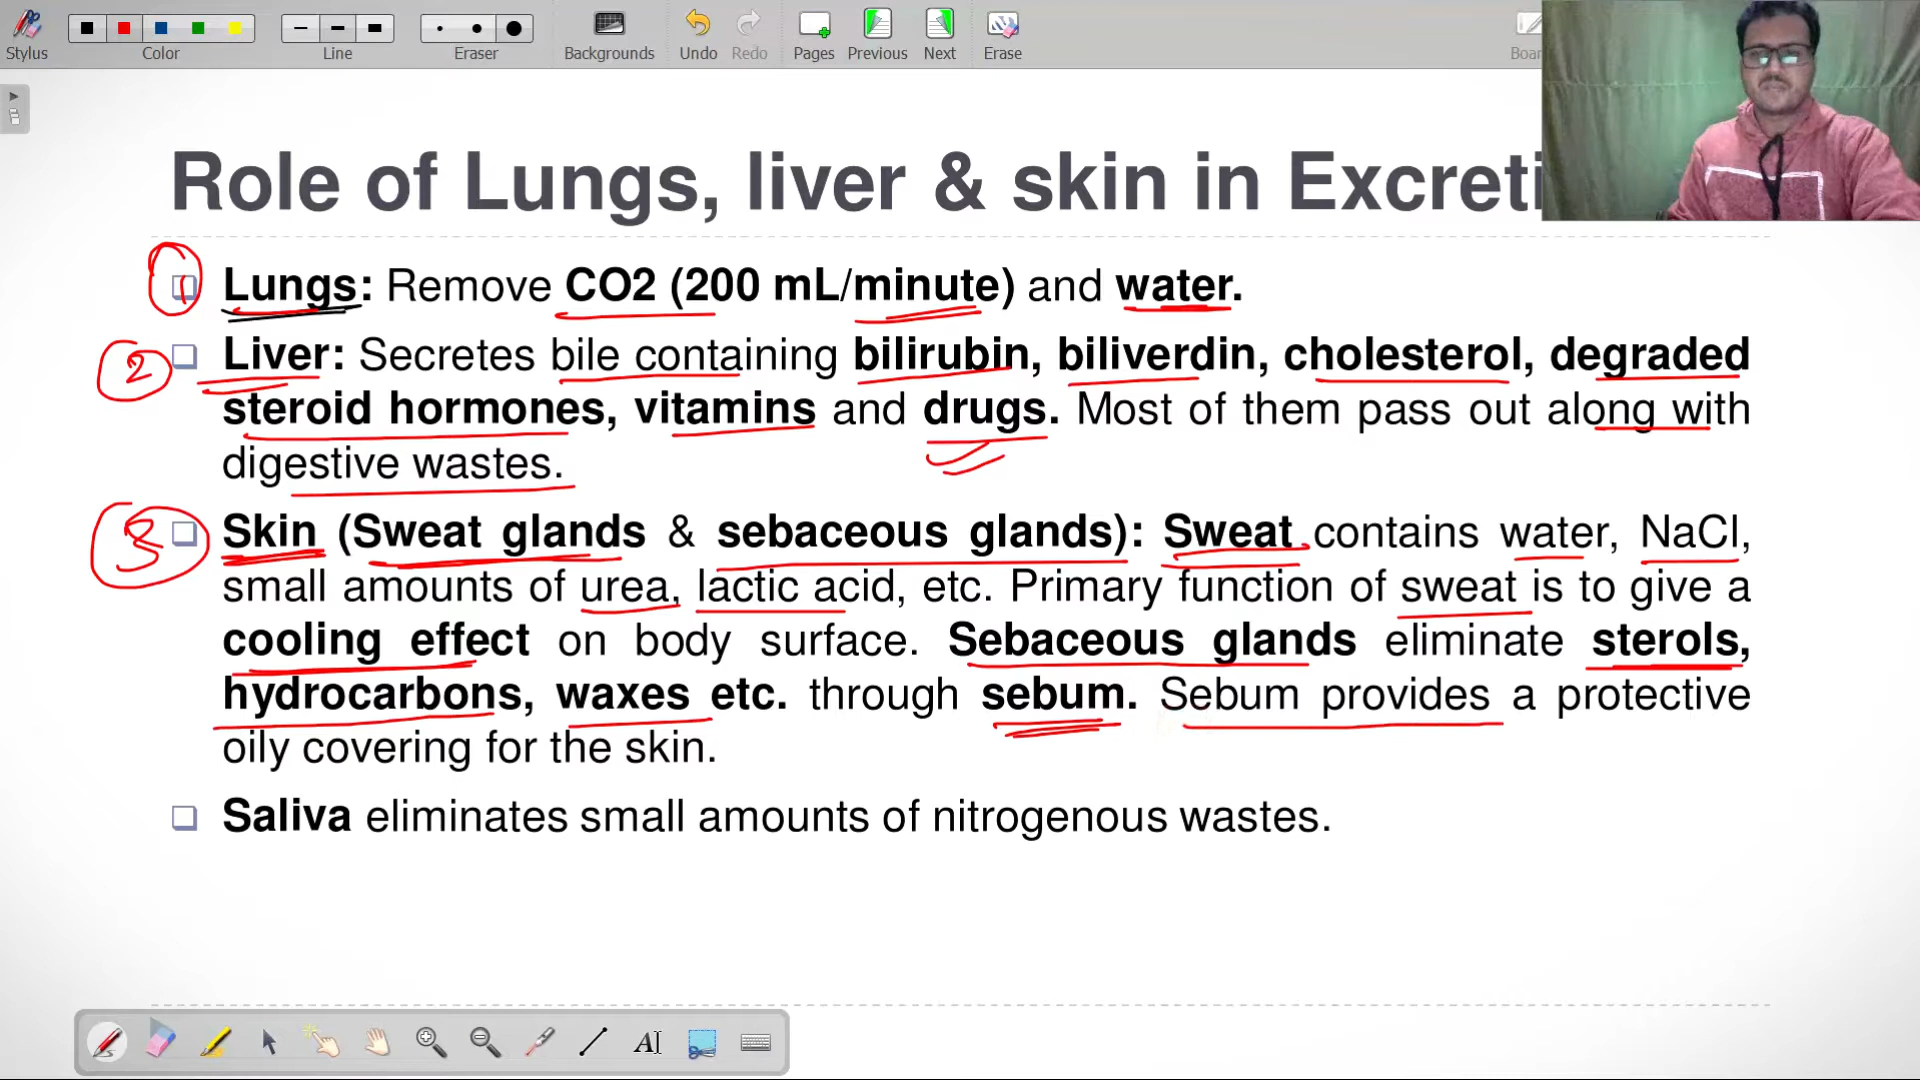 Stylus Color Line Eraser Backgrounds Undo Redo Pages Previous Next Erase Boar
Role of Lungs, liver & skin in Excreti
1 Lungs: Remove CO2 (200 mL/minute) and water.
2 Liver: Secretes bile containing bilirubin, biliverdin, cholesterol, degraded
steroid hormones, vitamins and drugs. Most of them pass out along with
digestive wastes.
3 Skin (Sweat glands & sebaceous glands): Sweat contains water, NaCl,
small amounts of urea, lactic acid, etc. Primary function of sweat is to give a
cooling effect on body surface. Sebaceous glands eliminate sterols,
hydrocarbons, waxes etc. through sebum. Sebum provides a protective
oily covering for the skin.
Saliva eliminates small amounts of nitrogenous wastes.